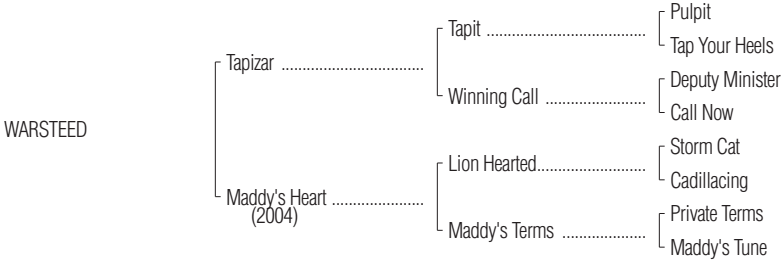 Pulpit
Tapit ....................................
Tap Your Heels
Tapizar .................................
Deputy Minister
Winning Call .......................
Call Now
WARSTEED
Storm Cat
Lion Hearted.........................
Cadillacing
Maddy's Heart .....................
(2004)
Private Terms
Maddy's Terms ...................
Maddy's Tune